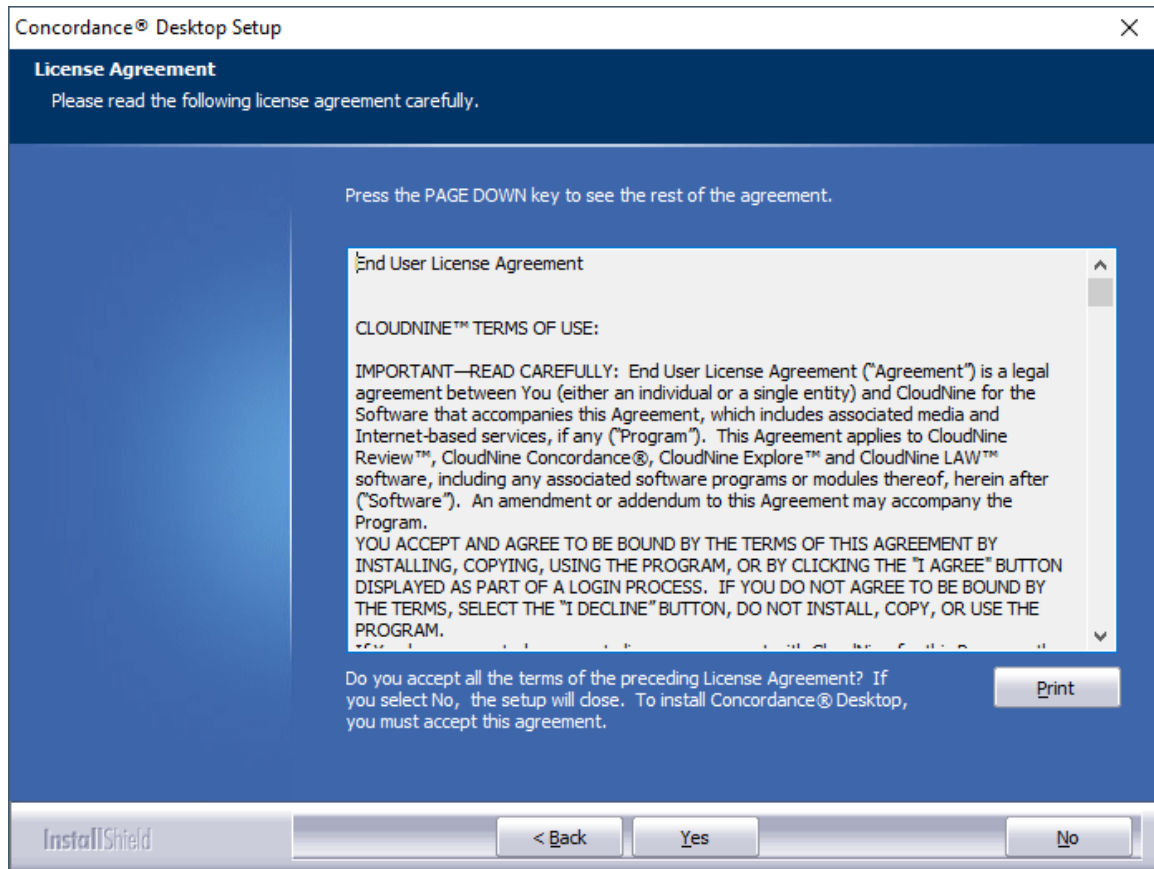 Concordance® Desktop Setup
License Agreement
Please read the following license agreement carefully.
Press the PAGE DOWN key to see the rest of the agreement.
End User License Agreement
CLOUDNINE™ TERMS OF USE:
IMPORTANT—READ CAREFULLY:  End User License Agreement ("Agreement") is a legal
agreement between You (either an individual or a single entity) and CloudNine for the
Software that accompanies this Agreement, which includes associated media and
Internet-based services, if any ("Program").  This Agreement applies to CloudNine
Review™, CloudNine Concordance®, CloudNine Explore™ and CloudNine LAW™
software, including any associated software programs or modules thereof, herein after
("Software").  An amendment or addendum to this Agreement may accompany the
Program.
YOU ACCEPT AND AGREE TO BE BOUND BY THE TERMS OF THIS AGREEMENT BY
INSTALLING, COPYING, USING THE PROGRAM, OR BY CLICKING THE "I AGREE" BUTTON
DISPLAYED AS PART OF A LOGIN PROCESS.  IF YOU DO NOT AGREE TO BE BOUND BY
THE TERMS, SELECT THE "I DECLINE" BUTTON, DO NOT INSTALL, COPY, OR USE THE
PROGRAM.
Do you accept all the terms of the preceding License Agreement?  If
you select No,  the setup will close.  To install Concordance® Desktop,
you must accept this agreement.
Print
InstallShield
< Back
Yes
No